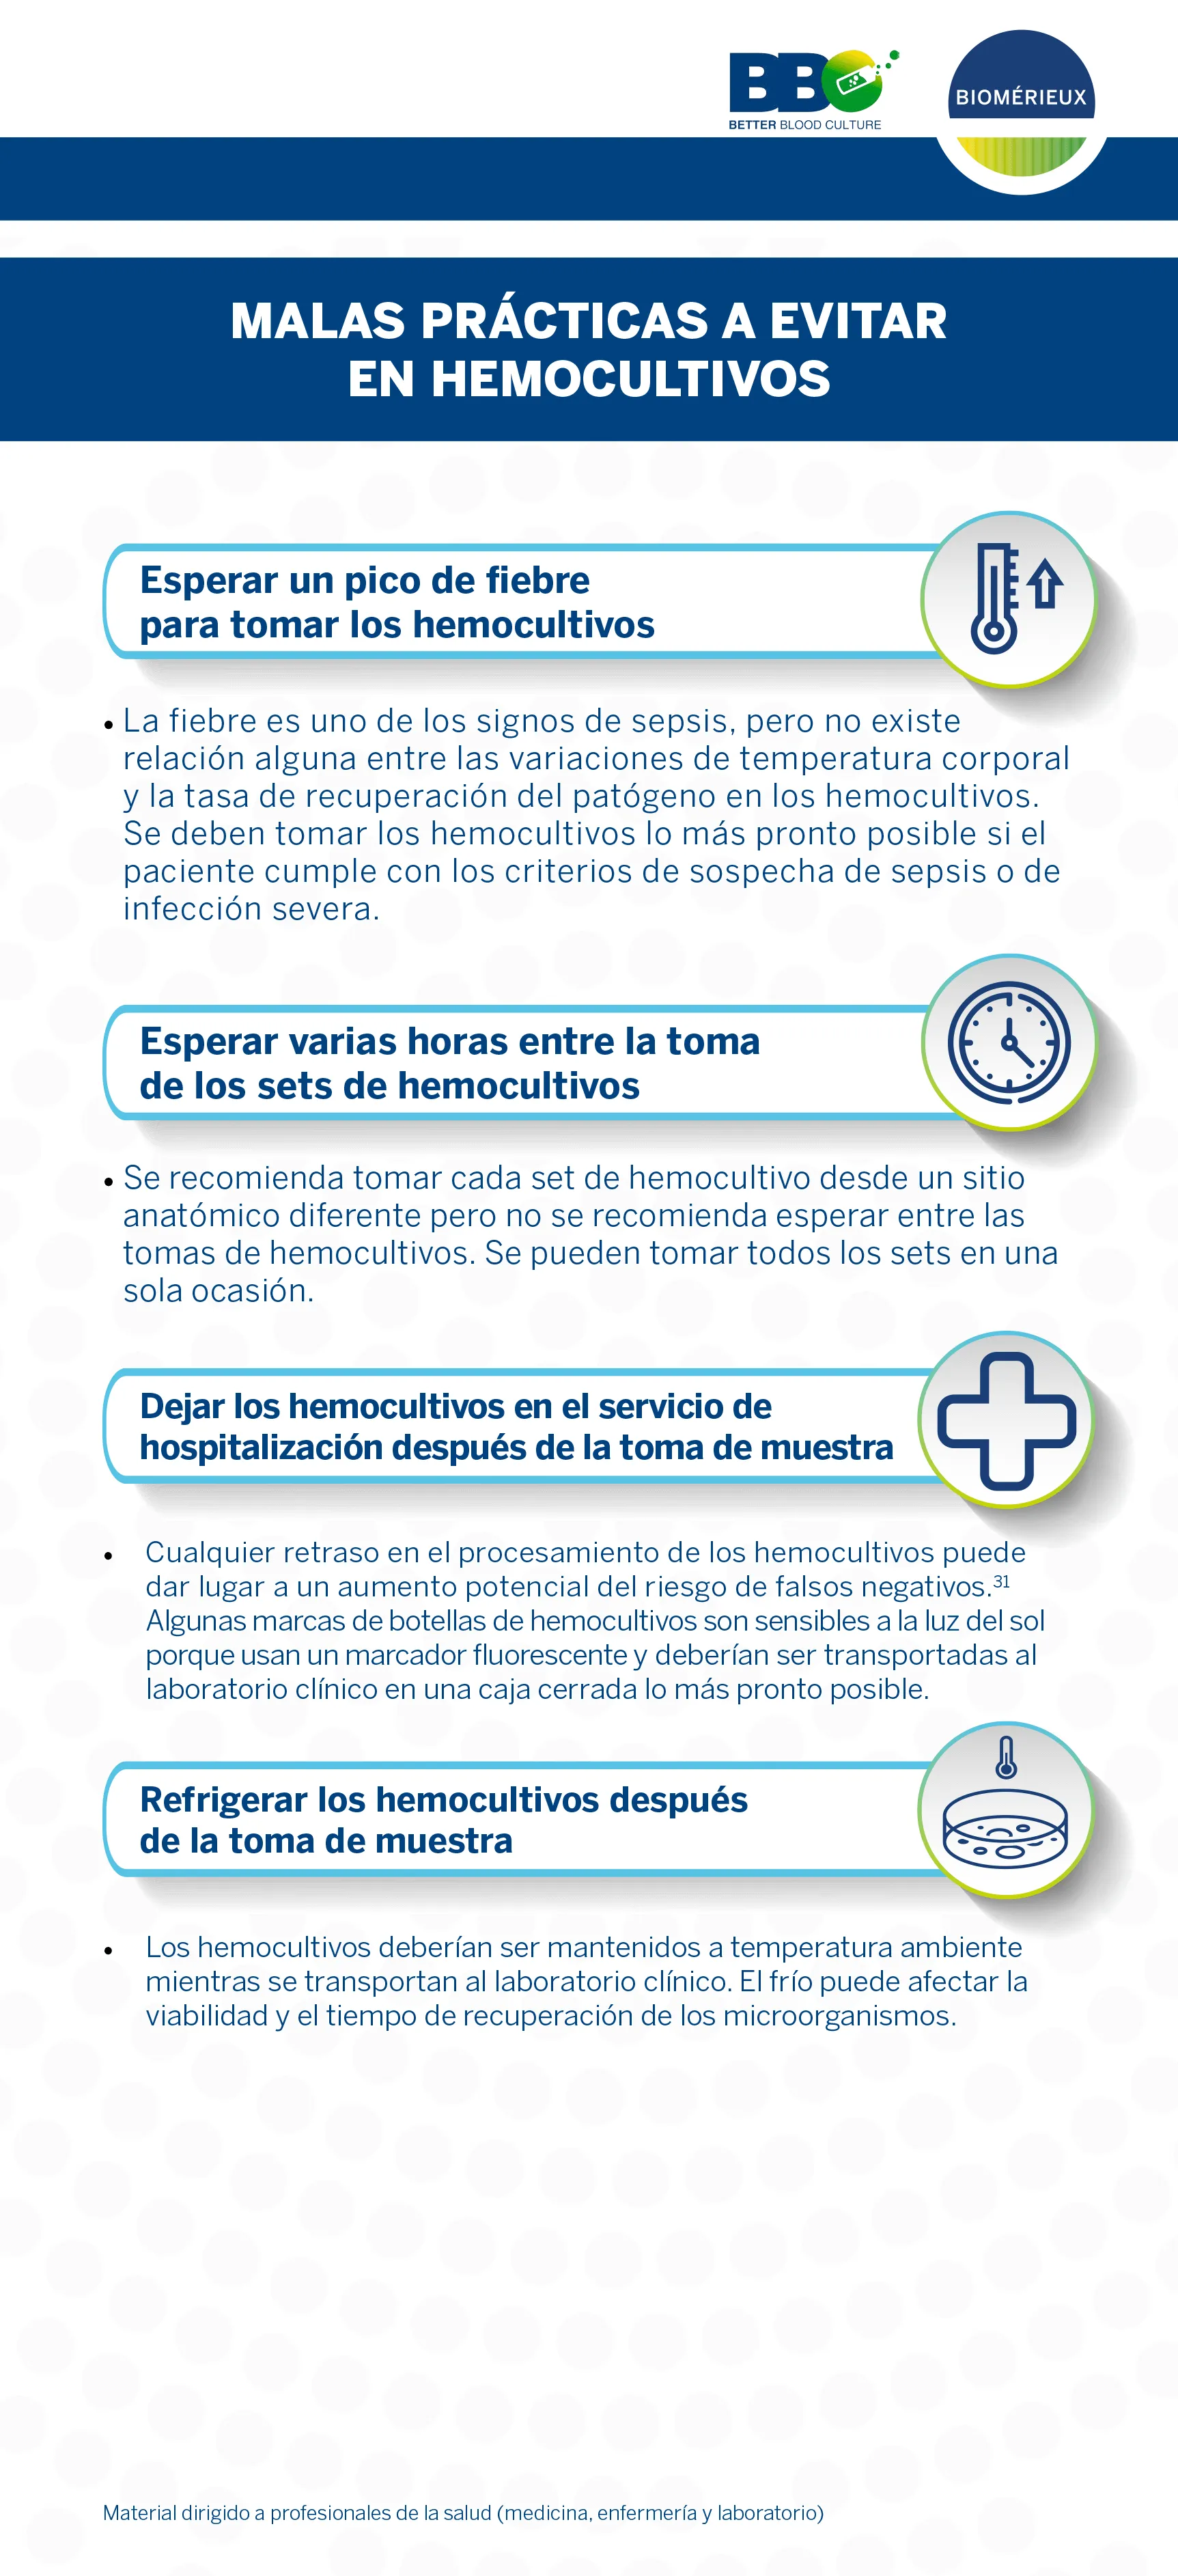 BBC
BETTER BLOOD CULTURE
BIOMÉRIEUX
MALAS PRÁCTICAS A EVITAR
EN HEMOCULTIVOS
Esperar un pico de fiebre
para tomar los hemocultivos
• La fiebre es uno de los signos de sepsis, pero no existe
relación alguna entre las variaciones de temperatura corporal
y la tasa de recuperación del patógeno en los hemocultivos.
Se deben tomar los hemocultivos lo más pronto posible si el
paciente cumple con los criterios de sospecha de sepsis o de
infección severa.
Esperar varias horas entre la toma
de los sets de hemocultivos
• Se recomienda tomar cada set de hemocultivo desde un sitio
anatómico diferente pero no se recomienda esperar entre las
tomas de hemocultivos. Se pueden tomar todos los sets en una
sola ocasión.
Dejar los hemocultivos en el servicio de
hospitalización después de la toma de muestra
• Cualquier retraso en el procesamiento de los hemocultivos puede
dar lugar a un aumento potencial del riesgo de falsos negativos.³¹
Algunas marcas de botellas de hemocultivos son sensibles a la luz del sol
porque usan un marcador fluorescente y deberían ser transportadas al
laboratorio clínico en una caja cerrada lo más pronto posible.
Refrigerar los hemocultivos después
de la toma de muestra
• Los hemocultivos deberían ser mantenidos a temperatura ambiente
mientras se transportan al laboratorio clínico. El frío puede afectar la
viabilidad y el tiempo de recuperación de los microorganismos.
Material dirigido a profesionales de la salud (medicina, enfermería y laboratorio)